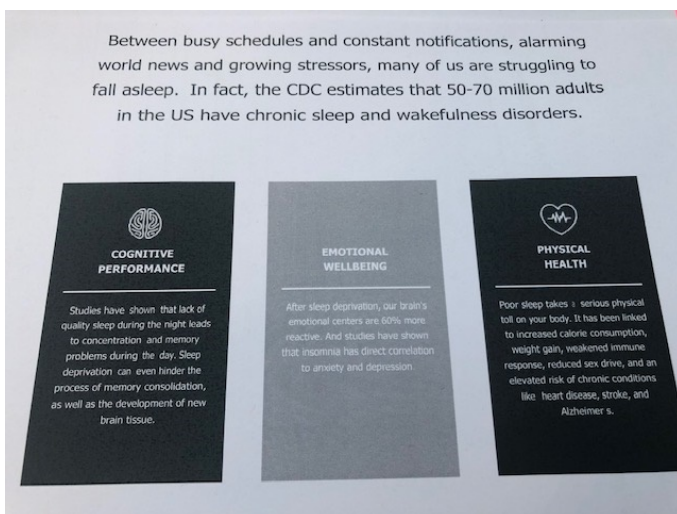 Between busy schedules and constant notifications, alarming
world news and growing stressors, many of us are struggling to
fall asleep. In fact, the CDC estimates that 50-70 million adults
in the US have chronic sleep and wakefulness disorders.
COGNITIVE
PERFORMANCE
Studies have shown that lack of
quality sleep during the night leads
to concentration and memory
problems during the day. Sleep
deprivation can even hinder the
process of memory consolidation,
as well as the development of new
brain tissue.
EMOTIONAL
WELLBEING
After sleep deprivation, our brain's
emotional centers are 60% more
reactive. And studies have shown
that insomnia has direct correlation
to anxiety and depression
PHYSICAL
HEALTH
Poor sleep takes a serious physical
toll on your body. It has been linked
to increased calorie consumption,
weight gain, weakened immune
response, reduced sex drive, and an
elevated risk of chronic conditions
like heart disease, stroke, and
Alzheimer s.